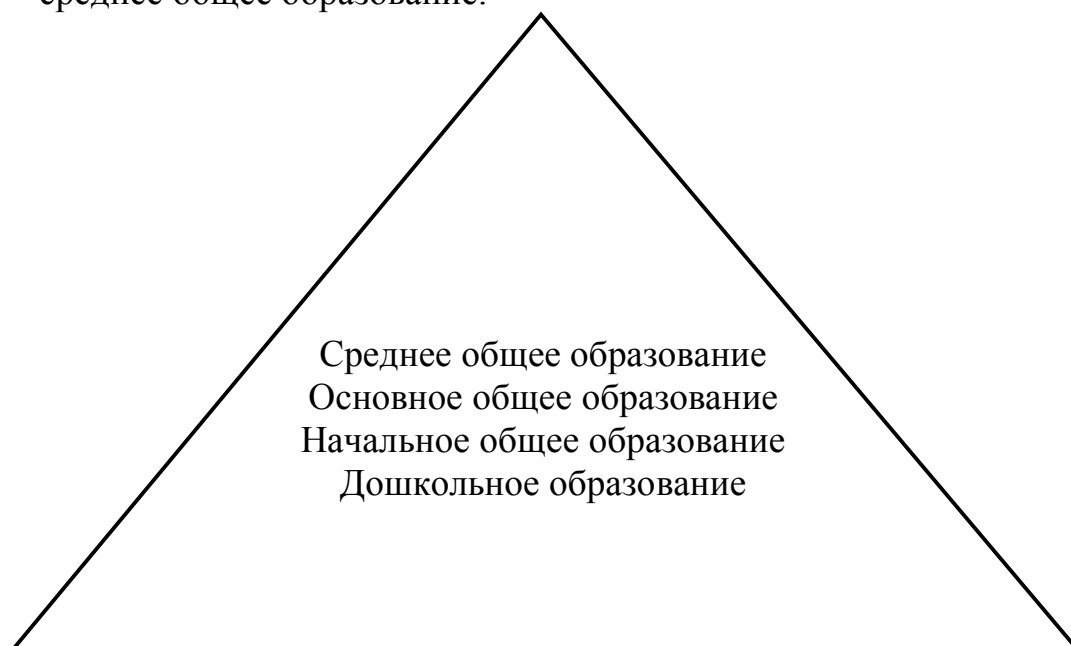 среднее общее образование.
Среднее общее образование
Основное общее образование
Начальное общее образование
Дошкольное образование